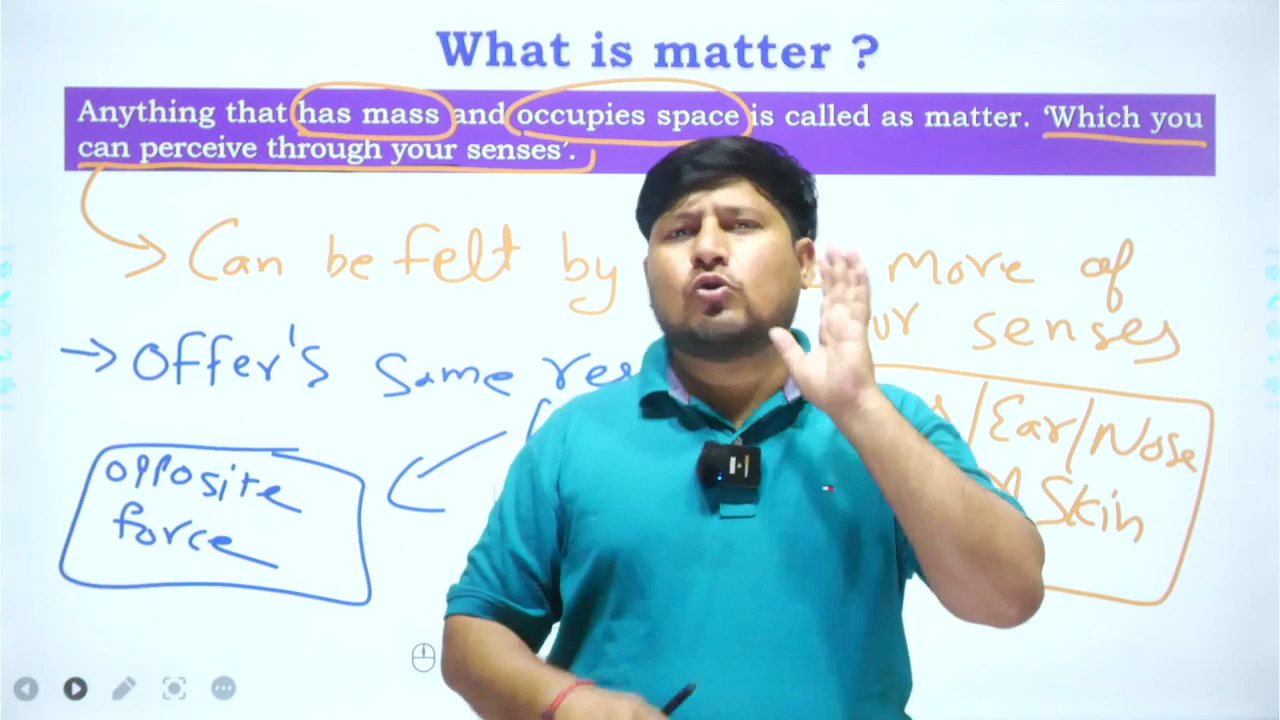 What is matter ?
Anything that has mass and occupies space is called as matter. ‘Which you
can perceive through your senses’.
Can be felt by more of
senses
Offer's Some
Ear/Nose
Skin
opposite
force